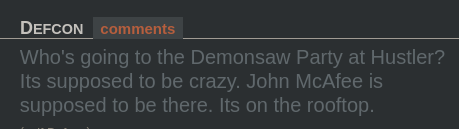 DEFCON comments
Who's going to the Demonsaw Party at Hustler?
Its supposed to be crazy. John McAfee is
supposed to be there. Its on the rooftop.